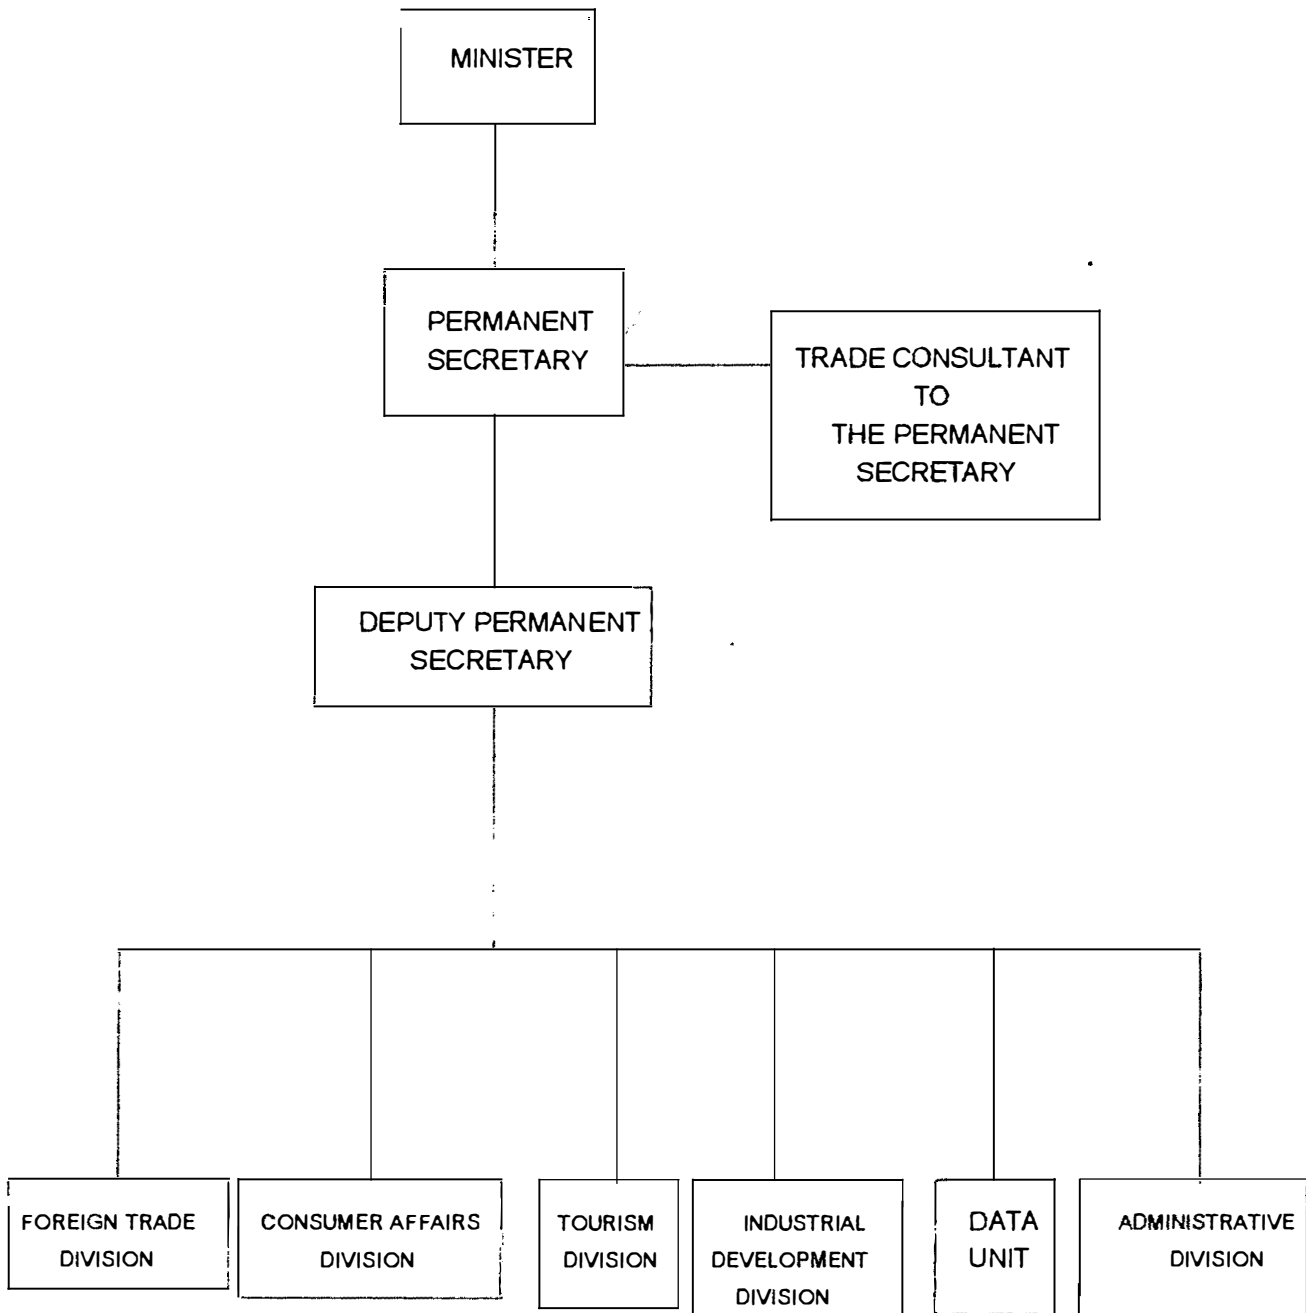 MINISTER
PERMANENT
SECRETARY
TRADE CONSULTANT
TO
THE PERMANENT
SECRETARY
DEPUTY PERMANENT
SECRETARY
FOREIGN TRADE
DIVISION
CONSUMER AFFAIRS
DIVISION
TOURISM
DIVISION
INDUSTRIAL
DEVELOPMENT
DIVISION
DATA
UNIT
ADMINISTRATIVE
DIVISION